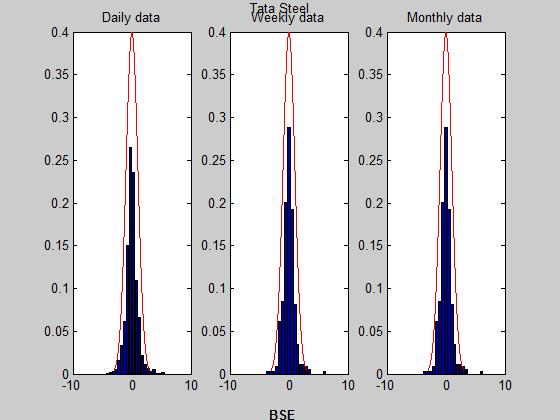 Tata Steel
Daily data Weekly data Monthly data
0.4 0.4 0.4
0.35 0.35 0.35
0.3 0.3 0.3
0.25 0.25 0.25
0.2 0.2 0.2
0.15 0.15 0.15
0.1 0.1 0.1
0.05 0.05 0.05
0 0 0
-10 0 10 -10 0 10 -10 0 10
BSE